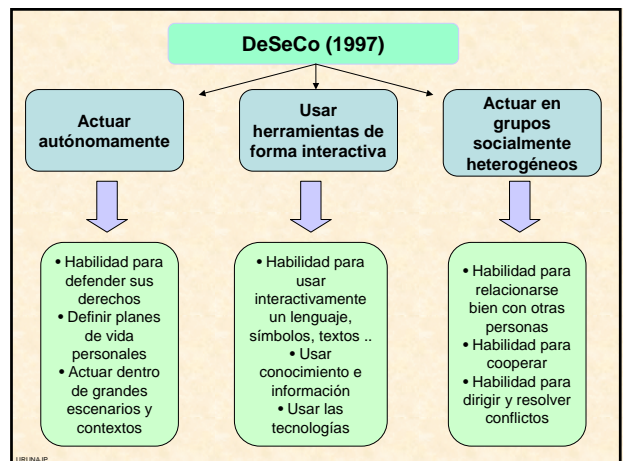 DeSeCo (1997)
Actuar
autónomamente
Usar
herramientas de
forma interactiva
Actuar en
grupos
socialmente
heterogéneos
• Habilidad para
defender sus
derechos
• Definir planes
de vida
personales
• Actuar dentro
de grandes
escenarios y
contextos
• Habilidad para
usar
interactivamente
un lenguaje,
símbolos, textos ..
• Usar
conocimiento e
información
• Usar las
tecnologías
• Habilidad para
relacionarse
bien con otras
personas
• Habilidad para
cooperar
• Habilidad para
dirigir y resolver
conflictos